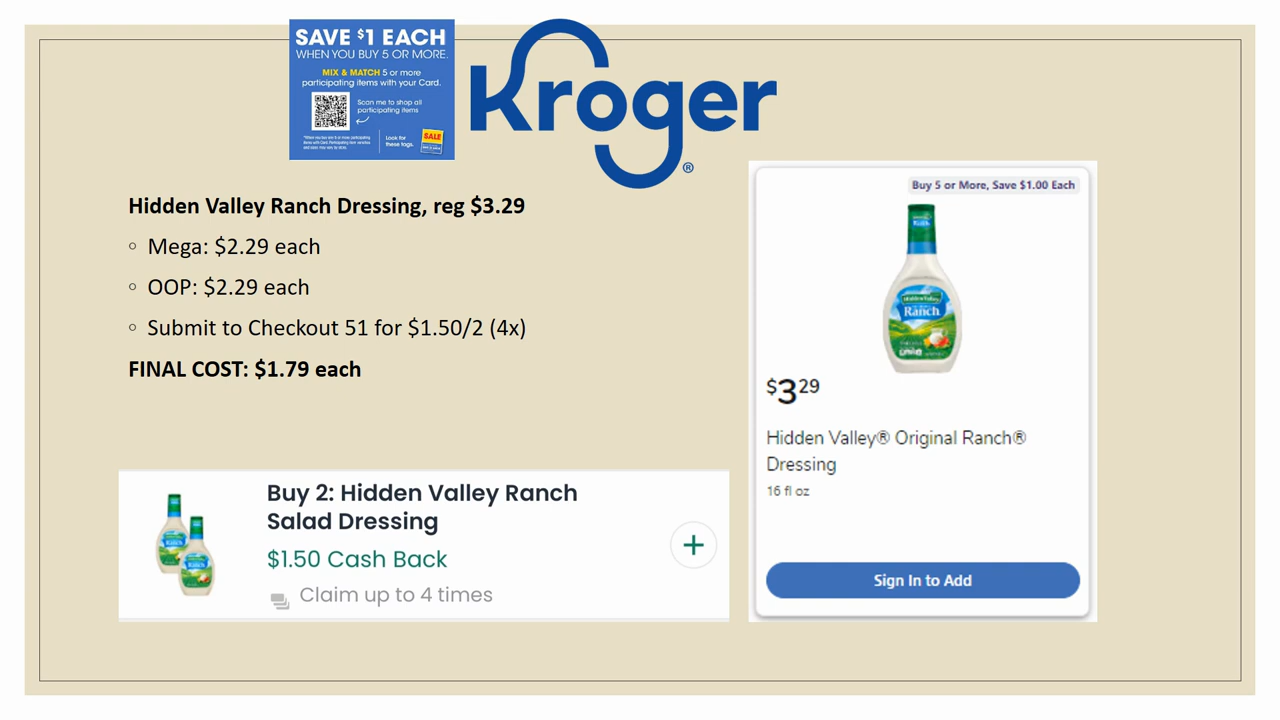 SAVE $1 EACH
WHEN YOU BUY 5 OR MORE.
MIX & MATCH 5 or more
participating items with your Card.
Scan me to shop all
participating items
Look for
these tags.
SALE
Kroger®
Hidden Valley Ranch Dressing, reg $3.29
◦ Mega: $2.29 each
◦ OOP: $2.29 each
◦ Submit to Checkout 51 for $1.50/2 (4x)
FINAL COST: $1.79 each
Buy 2: Hidden Valley Ranch
Salad Dressing
$1.50 Cash Back
Claim up to 4 times
+
Buy 5 or More, Save $1.00 Each
Hidden Valley
Ranch
$3 29
Hidden Valley® Original Ranch®
Dressing
16 fl oz
Sign In to Add